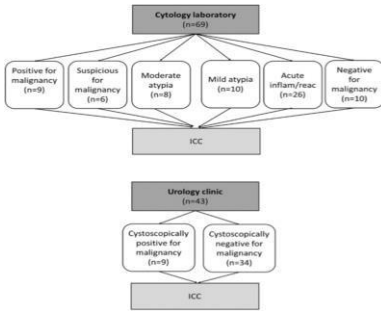 Cytology laboratory
(n=69)
Positive for
malignancy
(n=9)
Suspicious
for
malignancy
(n=6)
Moderate
atypia
(n=8)
Mild atypia
(n=10)
Acute
inflam/reac
(n=26)
Negative
for
malignancy
(n=10)
ICC
Urology clinic
(n=43)
Cystoscopically
positive for
malignancy
(n=9)
Cystoscopically
negative for
malignancy
(n=34)
ICC